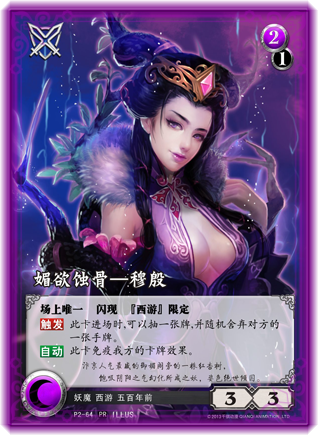 2
1
媚欲蚀骨—穆殷
场上唯一 闪现 『西游』限定
触发 此卡进场时,可以抽一张牌,并随机舍弃对方的
一张手牌。
自动 此卡免疫我方的卡牌效果。
妖魔 西游 五百年前
3 3
P2-64 PR ILLUS